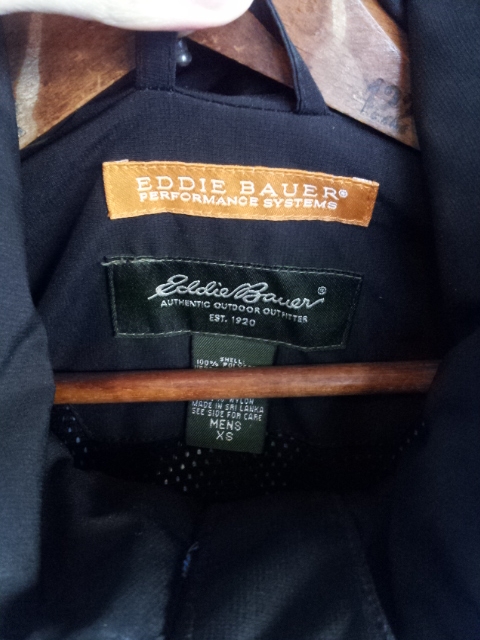 EDDIE BAUER®
PERFORMANCE SYSTEMS
Eddie Bauer®
AUTHENTIC OUTDOOR OUTFITTER
EST. 1920
SHELL:
100%
NYLON
MADE IN SRI LANKA
SEE SIDE FOR CARE
MENS
XS